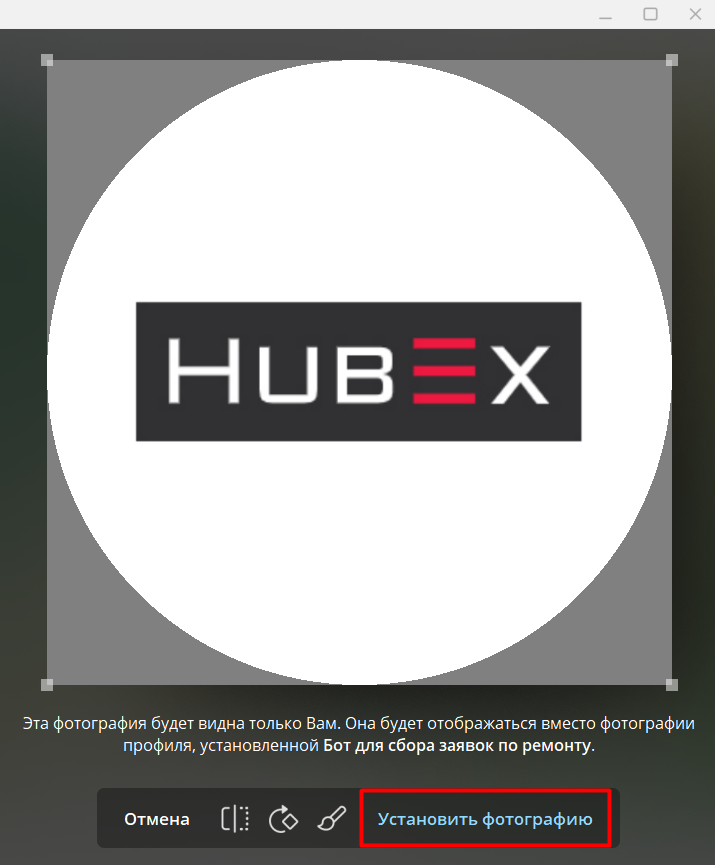 HUBEX
Эта фотография будет видна только Вам. Она будет отображаться вместо фотографии
профиля, установленной Бот для сбора заявок по ремонту.
Отмена
Установить фотографию